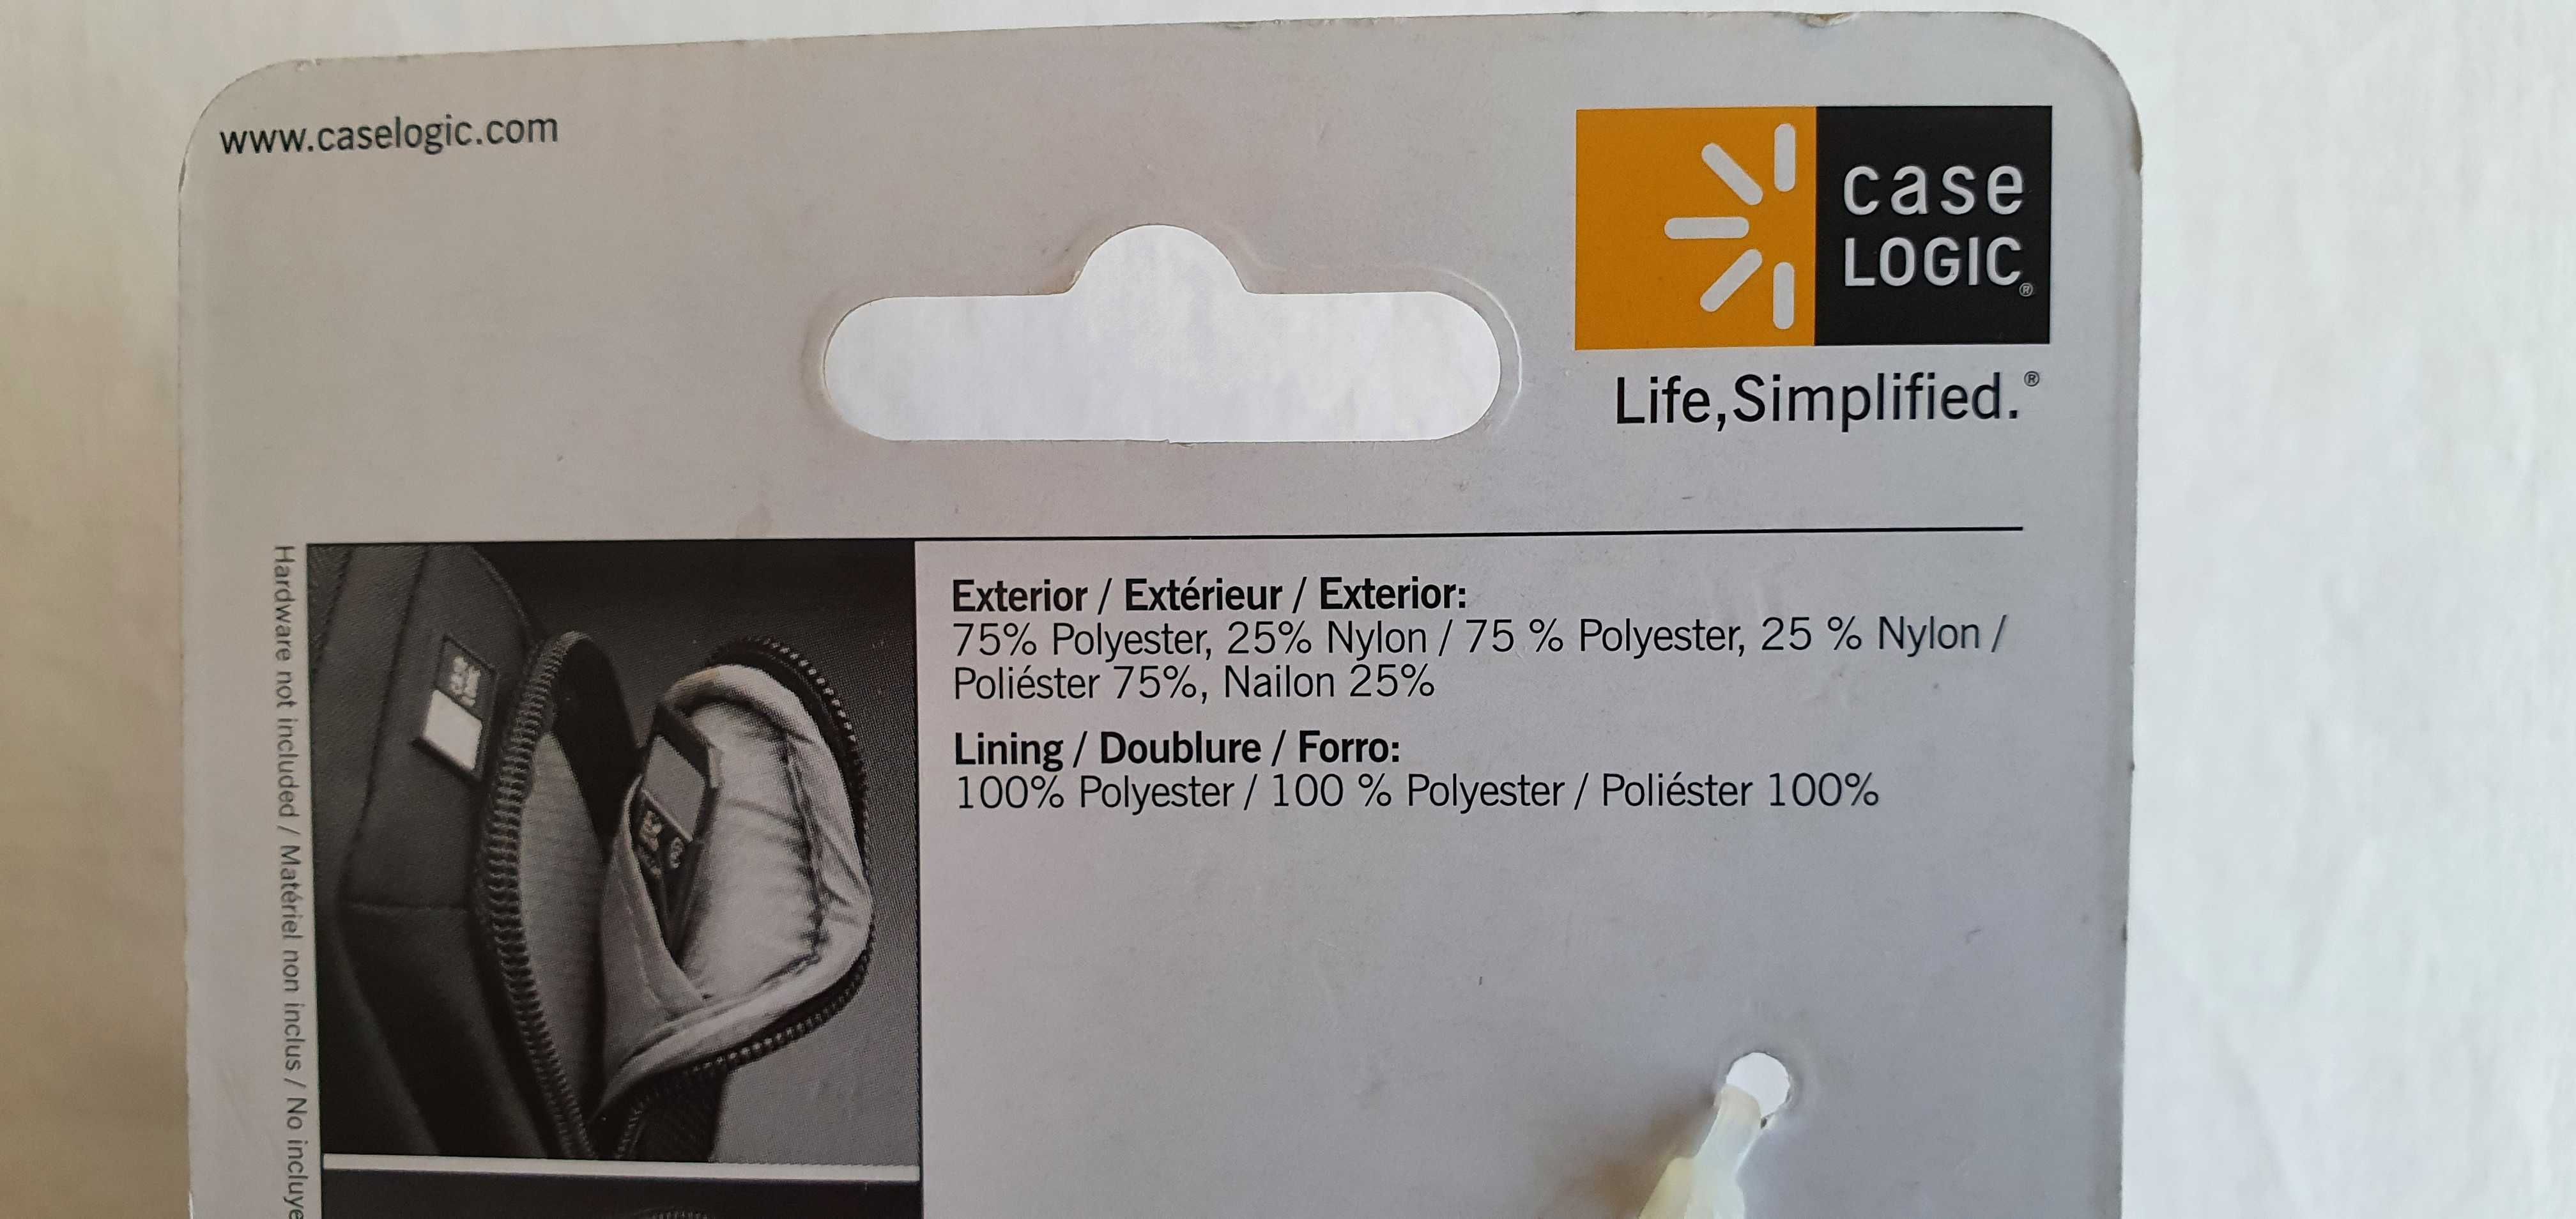 www.caselogic.com
case
LOGIC®
Life,Simplified.®
Exterior / Extérieur / Exterior:
75% Polyester, 25% Nylon / 75 % Polyester, 25 % Nylon /
Poliéster 75%, Nailon 25%
Lining / Doublure / Forro:
100% Polyester / 100 % Polyester / Poliéster 100%
Hardware not included / Matériel non inclus / No incluye